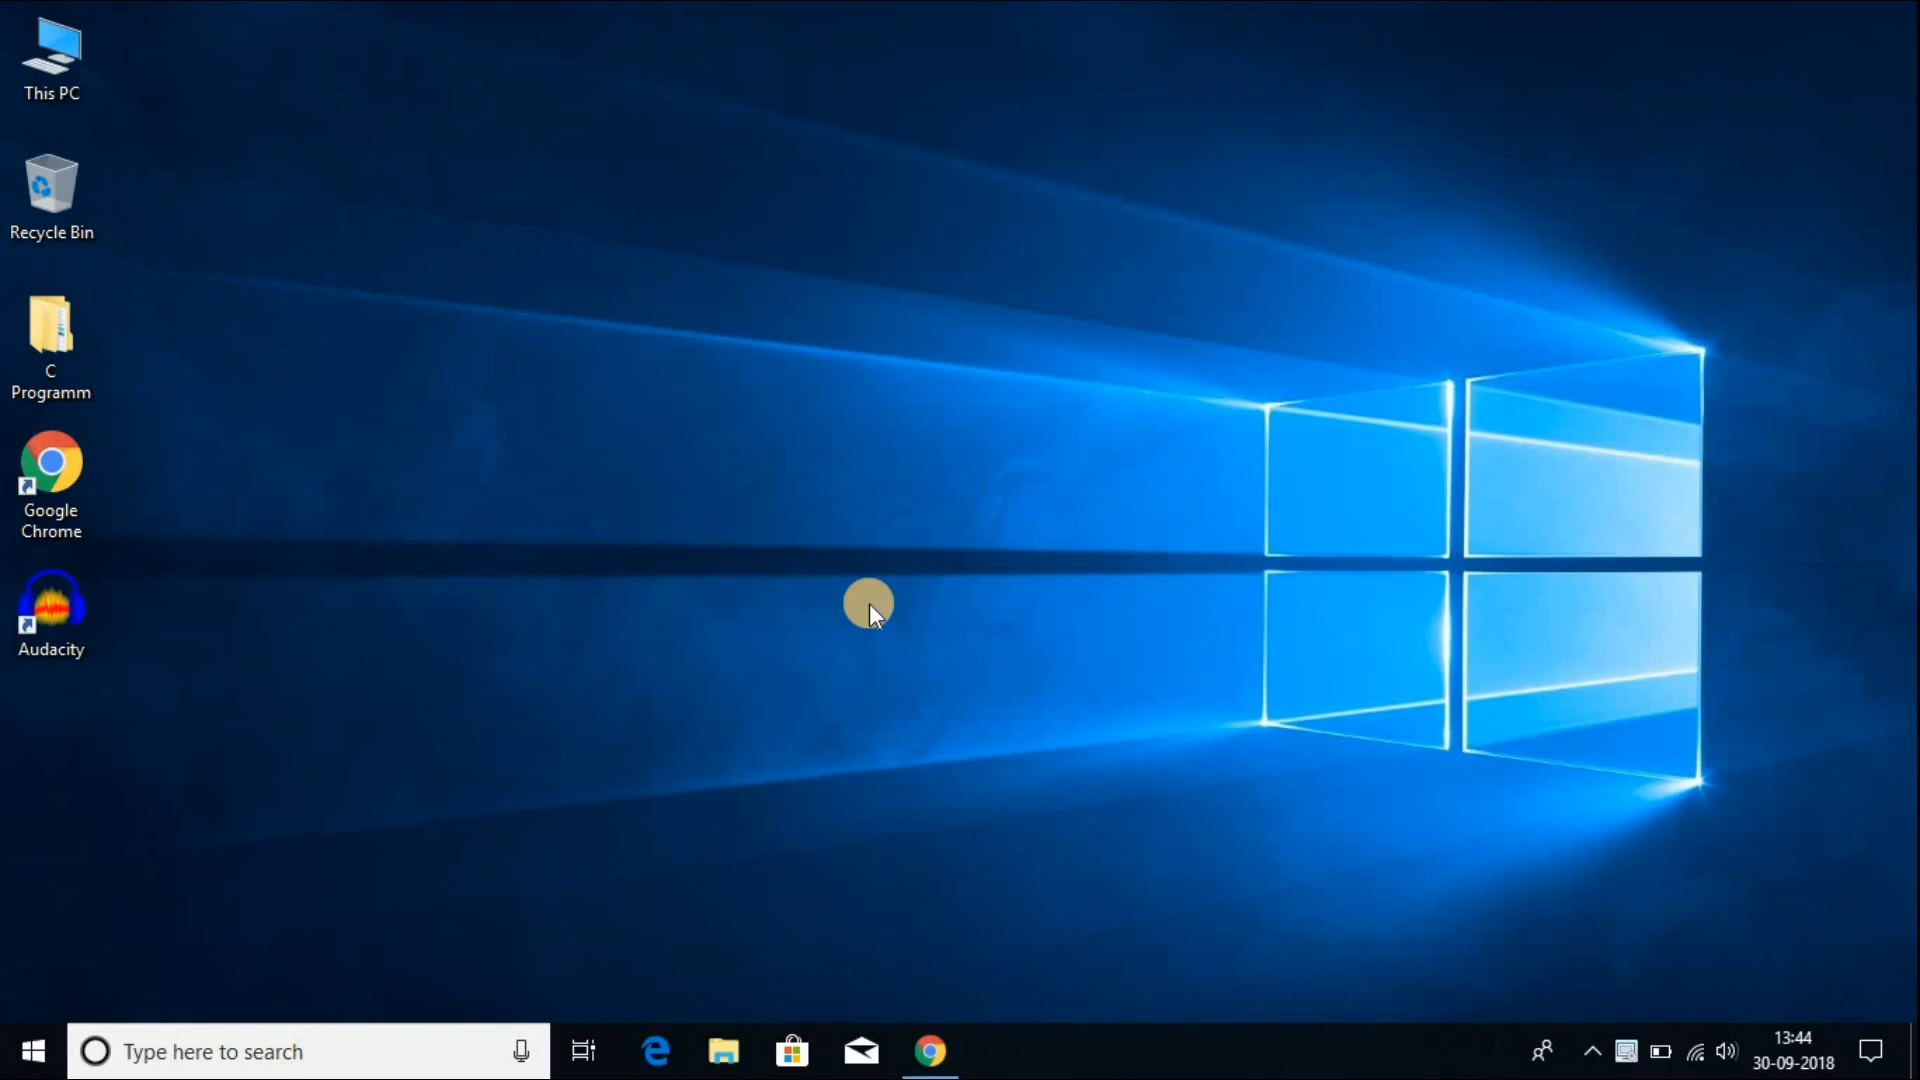 This PC
Recycle Bin
C
Programm
Google
Chrome
Audacity
Type here to search
13:44
30-09-2018